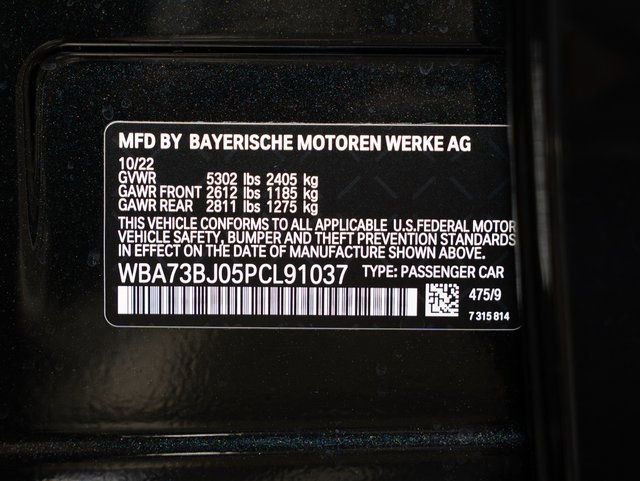 MFD BY BAYERISCHE MOTOREN WERKE AG
10/22
GVWR 5302 lbs 2405 kg
GAWR FRONT 2612 lbs 1185 kg
GAWR REAR 2811 lbs 1275 kg
THIS VEHICLE CONFORMS TO ALL APPLICABLE U.S.FEDERAL MOTOR
VEHICLE SAFETY, BUMPER AND THEFT PREVENTION STANDARDS
IN EFFECT ON THE DATE OF MANUFACTURE SHOWN ABOVE.
WBA73BJ05PCL91037 TYPE: PASSENGER CAR
475/9
7 315 814